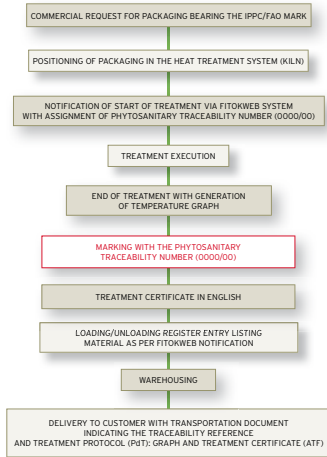 COMMERCIAL REQUEST FOR PACKAGING BEARING THE IPPC/FAO MARK
POSITIONING OF PACKAGING IN THE HEAT TREATMENT SYSTEM (KILN)
NOTIFICATION OF START OF TREATMENT VIA FITOKWEB SYSTEM
WITH ASSIGNMENT OF PHYTOSANITARY TRACEABILITY NUMBER (0000/00)
TREATMENT EXECUTION
END OF TREATMENT WITH GENERATION
OF TEMPERATURE GRAPH
MARKING WITH THE PHYTOSANITARY
TRACEABILITY NUMBER (0000/00)
TREATMENT CERTIFICATE IN ENGLISH
LOADING/UNLOADING REGISTER ENTRY LISTING
MATERIAL AS PER FITOKWEB NOTIFICATION
WAREHOUSING
DELIVERY TO CUSTOMER WITH TRANSPORTATION DOCUMENT
INDICATING THE TRACEABILITY REFERENCE
AND TREATMENT PROTOCOL (PdT): GRAPH AND TREATMENT CERTIFICATE (ATF)